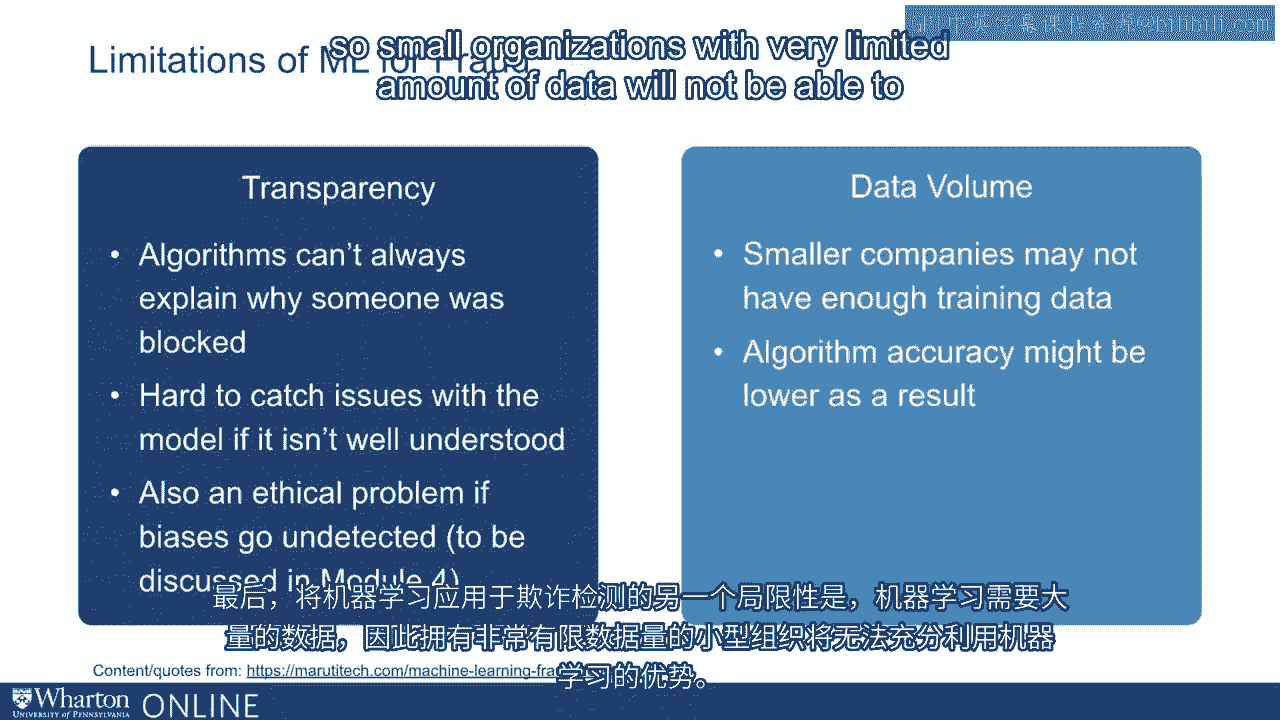 so small organizations with very limited
amount of data will not be able to
Limitations of ML for Fraud
Transparency
• Algorithms can't always
explain why someone was
blocked
• Hard to catch issues with the
model if it isn't well understood
• Also an ethical problem if
biases go undetected (to be
discussed in Module 4)
Data Volume
• Smaller companies may not
have enough training data
• Algorithm accuracy might be
lower as a result
最后，将机器学习应用于欺诈检测的另一个局限性是，机器学习需要大
量的数据，因此拥有非常有限数据量的小型组织将无法充分利用机器
学习的优势。
Content/quotes from: https://marutitech.com/machine-learning-fra
Wharton
UNIVERSITY of PENNSYLVANIA
ONLINE